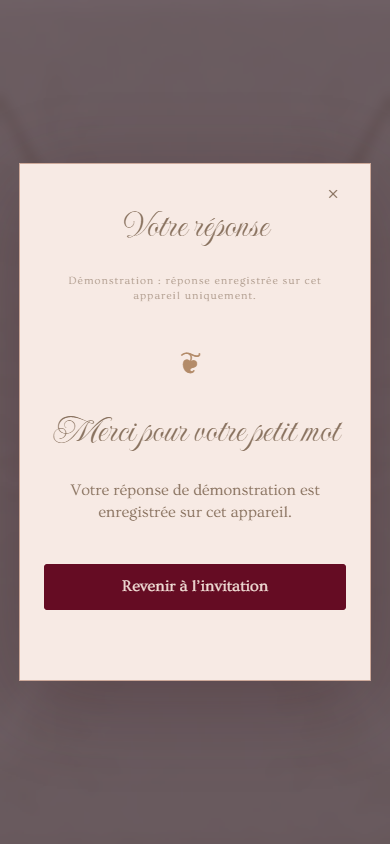 ×
Votre réponse
Démonstration : réponse enregistrée sur cet
appareil uniquement.
❦
Merci pour votre petit mot
Votre réponse de démonstration est
enregistrée sur cet appareil.
Revenir à l’invitation